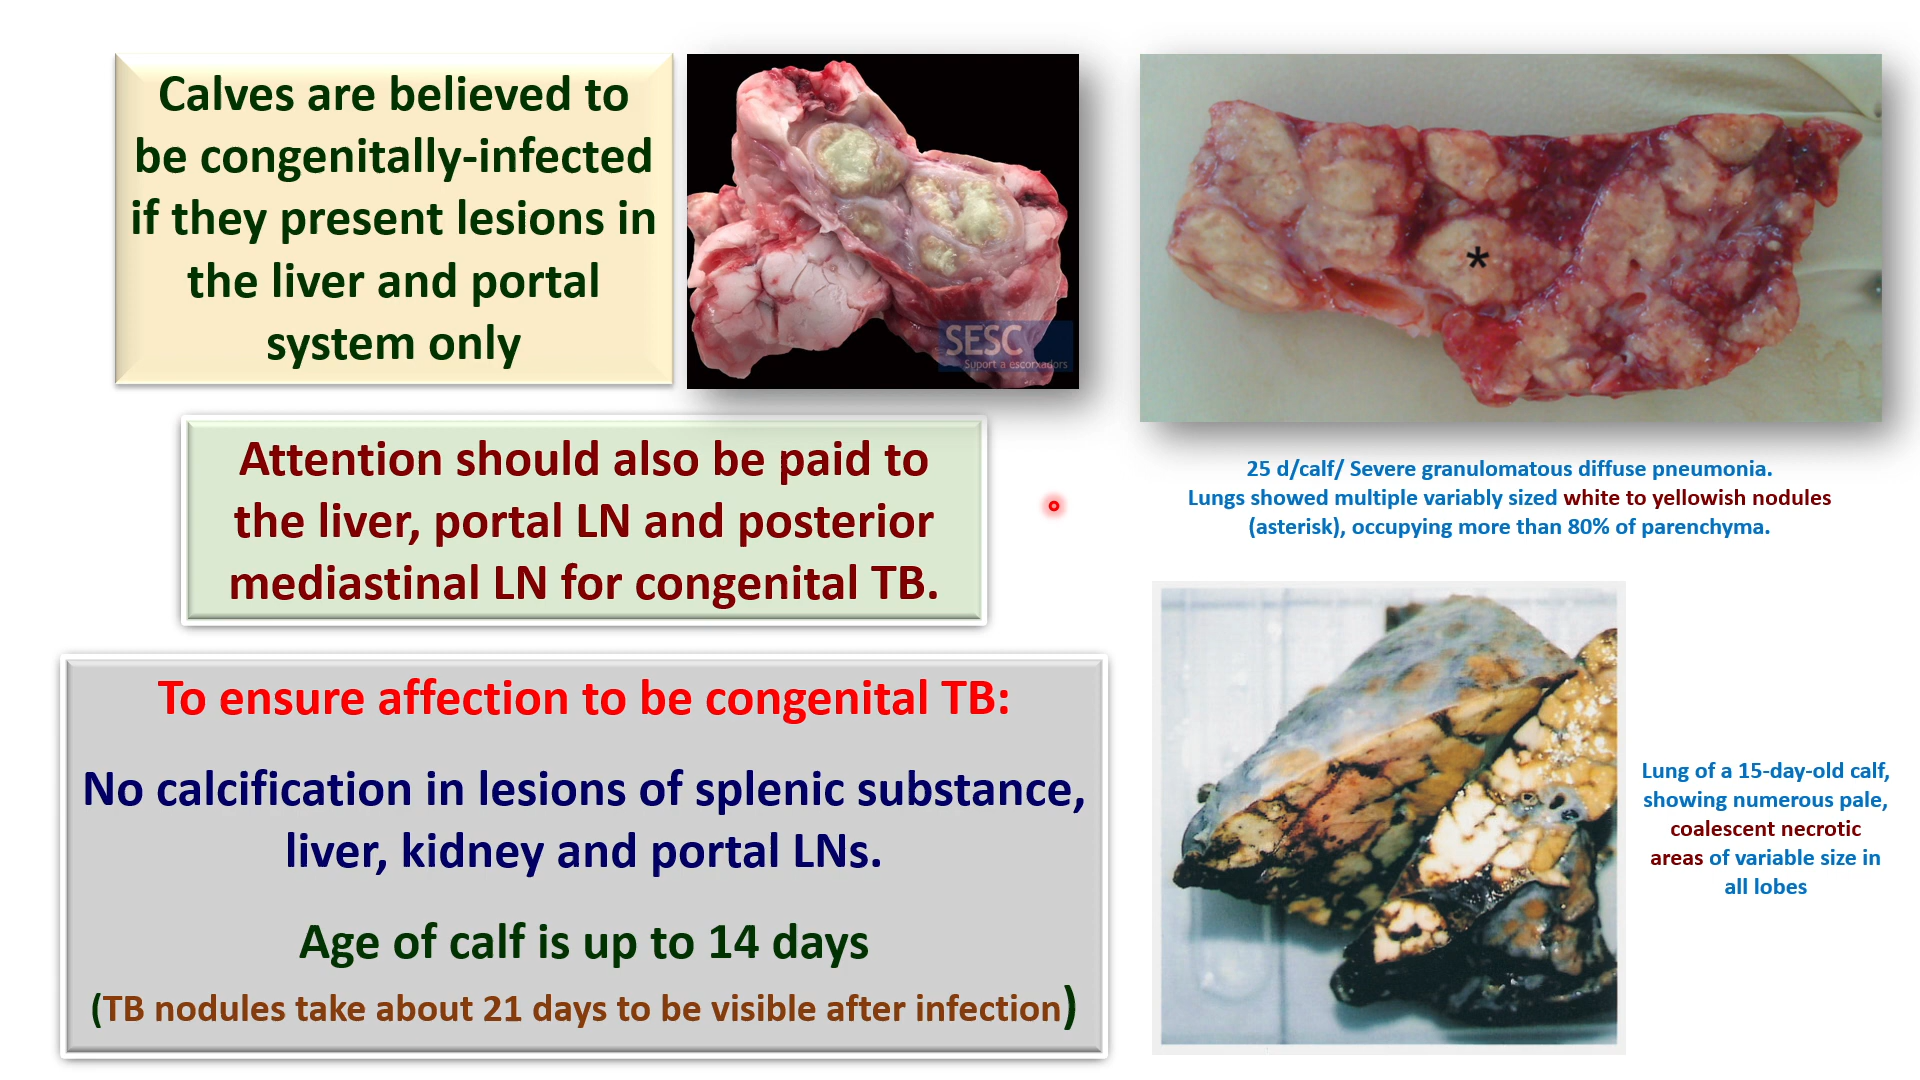 Calves are believed to
be congenitally-infected
if they present lesions in
the liver and portal
system only
SESC
Suport a escorxadors
*
25 d/calf/ Severe granulomatous diffuse pneumonia.
Lungs showed multiple variably sized white to yellowish nodules
(asterisk), occupying more than 80% of parenchyma.
Attention should also be paid to
the liver, portal LN and posterior
mediastinal LN for congenital TB.
To ensure affection to be congenital TB:
No calcification in lesions of splenic substance,
liver, kidney and portal LNs.
Age of calf is up to 14 days
(TB nodules take about 21 days to be visible after infection)
Lung of a 15-day-old calf,
showing numerous pale,
coalescent necrotic
areas of variable size in
all lobes